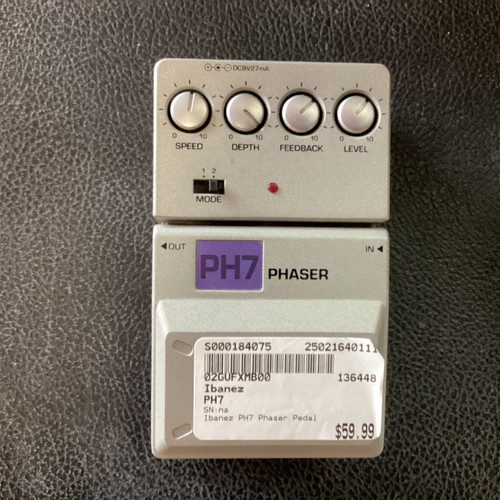 DC9V27mA
0 10 0 10 0 10 0 10
SPEED DEPTH FEEDBACK LEVEL
1 2
MODE
◀OUT IN◀
PH7 PHASER
S000184075 25021640111
02GUFXMB00 136448
Ibanez
PH7
SN:na
Ibanez PH7 Phaser Pedal
$59.99